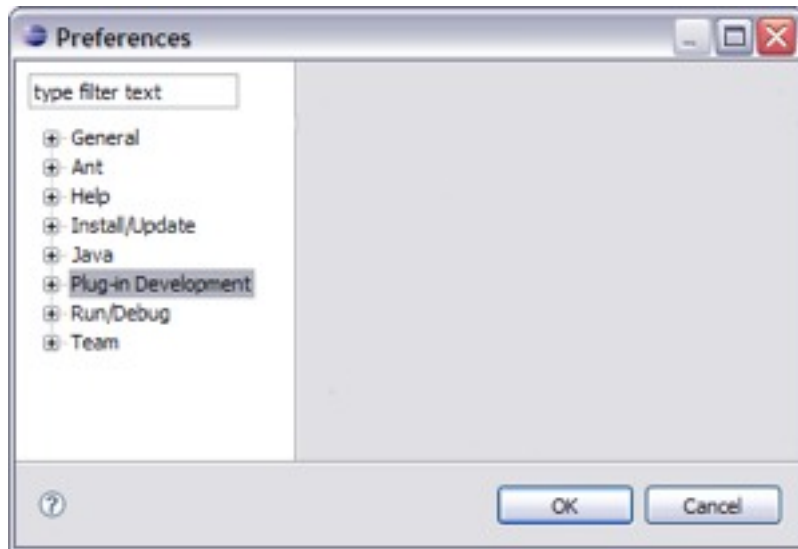 Preferences
type filter text
General
Ant
Help
Install/Update
Java
Plug-in Development
Run/Debug
Team
?
OK
Cancel